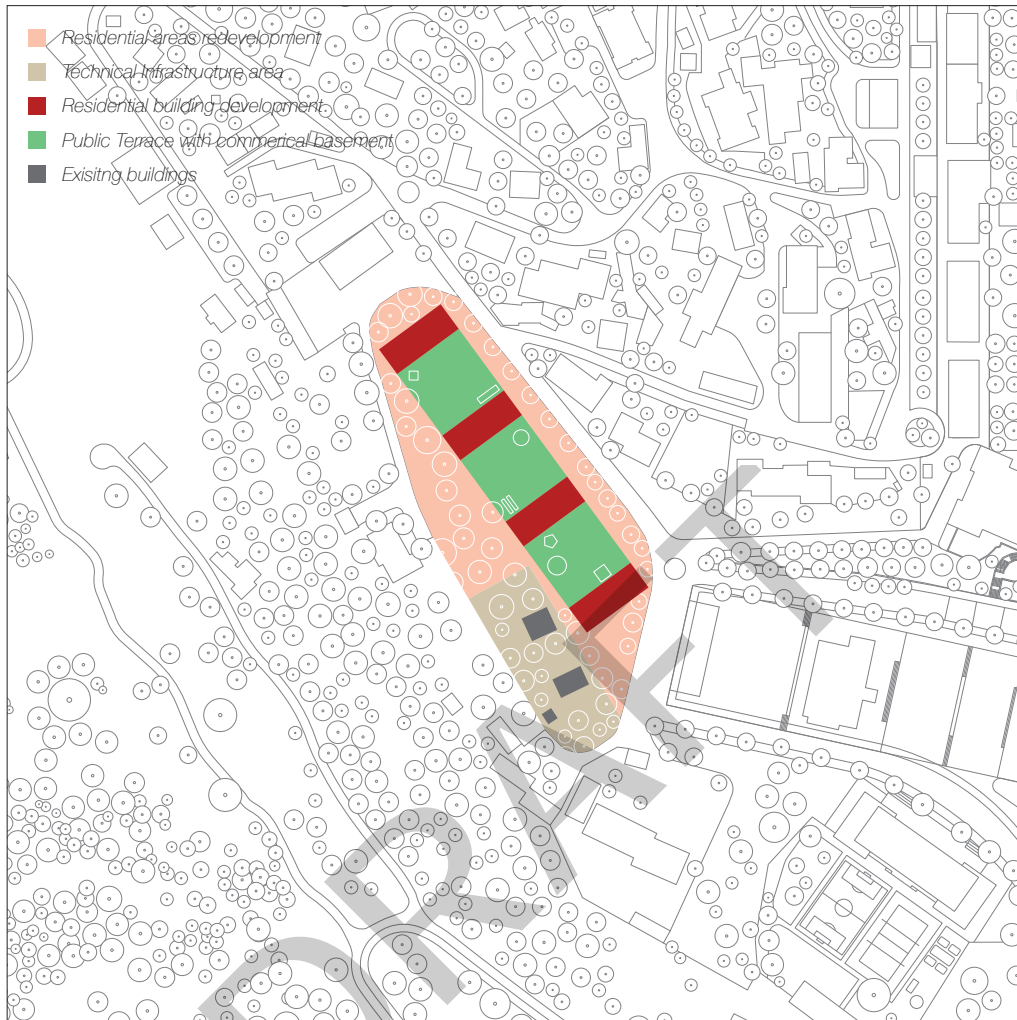 Residential areas redevelopment
Technical Infrastructure area
Residential building development
Public Terrace with commerical basement
Exisitng buildings
DRAFT